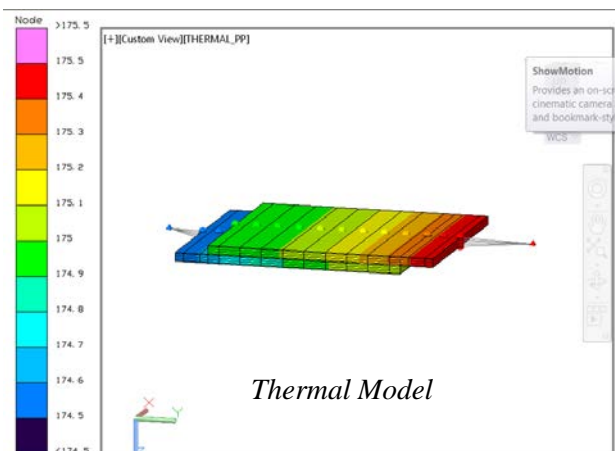 Node
>175.5
[+][Custom View][THERMAL_PP]
175.5
175.4
175.3
175.2
175.1
175
174.9
174.8
174.7
174.6
174.5
<174.5
ShowMotion
Provides an on-scr
cinematic camera
and bookmark-sty
WCS
Thermal Model
X
Y
Z